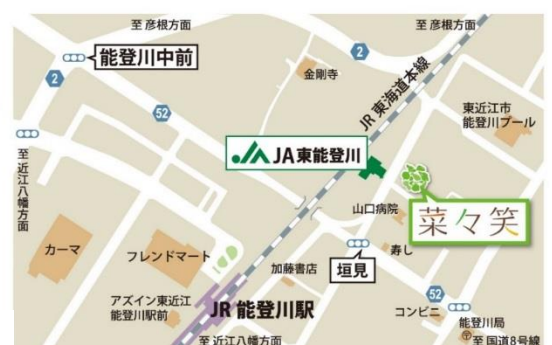 至 彦根方面
至 彦根方面
能登川中前
2
2
金剛寺
JR 東海道本線
東近江市
能登川プール
52
JA東能登川
至 近江八幡方面
山口病院
菜々笑
カーマ
フレンドマート
加藤書店
垣見
寿し
アズイン東近江
能登川駅前
JR 能登川駅
52
コンビニ
能登川局
至 近江八幡方面
至 国道8号線